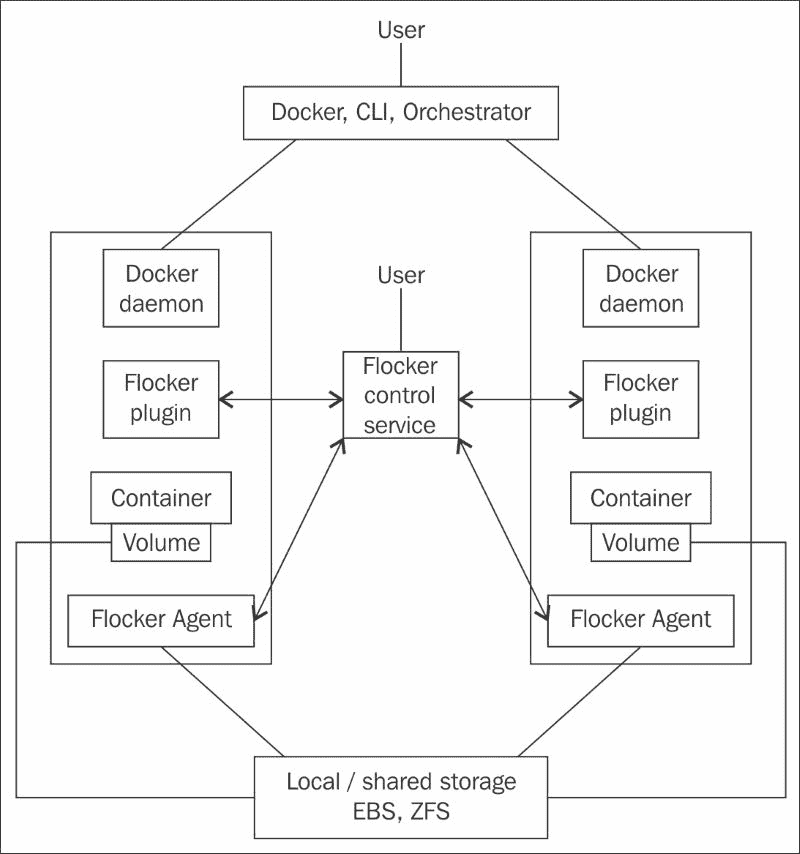 User
Docker, CLI, Orchestrator
Docker
daemon
Flocker
plugin
Container
Volume
Flocker Agent
User
Flocker
control
service
Docker
daemon
Flocker
plugin
Container
Volume
Flocker Agent
Local / shared storage
EBS, ZFS